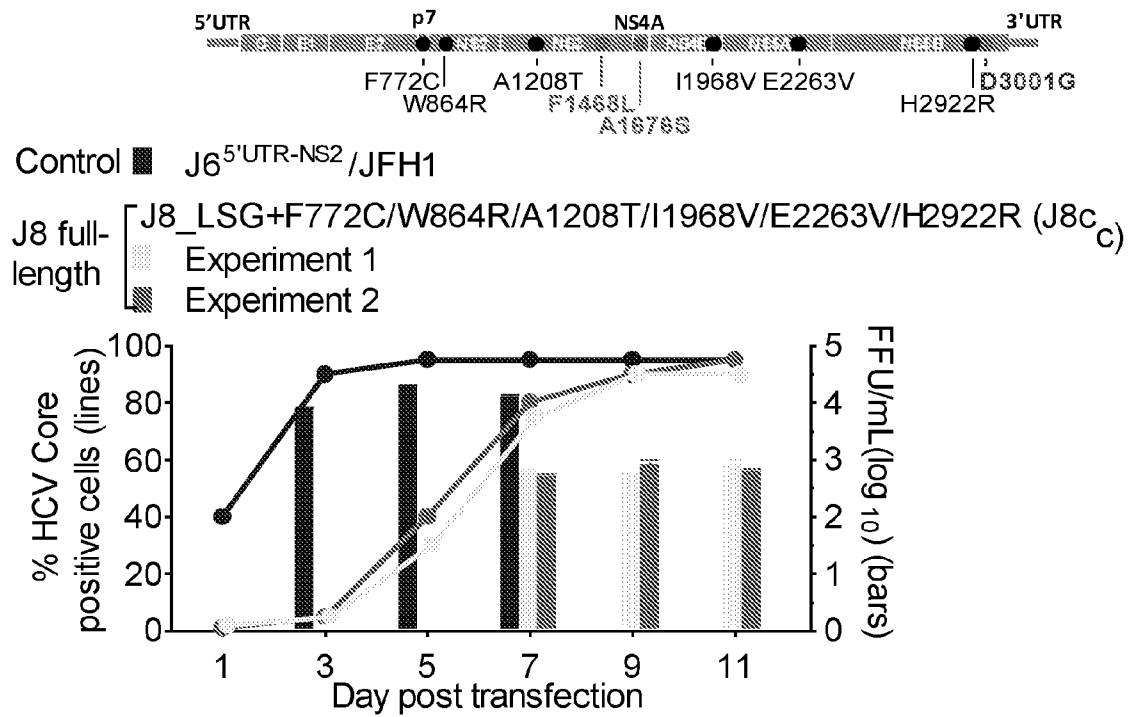 5'UTR p7 NS4A 3'UTR
F772C A1208T F1468L I1968V E2263V D3001G
W864R A1676S H2922R
Control J6^5'UTR-NS2/JFH1
J8 full-length
J8_LSG+F772C/W864R/A1208T/I1968V/E2263V/H2922R (J8cc)
Experiment 1
Experiment 2
% HCV Core
positive cells (lines)
100
80
60
40
20
0
5
4
3
2
1
0
FFU/mL(log 10) (bars)
1 3 5 7 9 11
Day post transfection